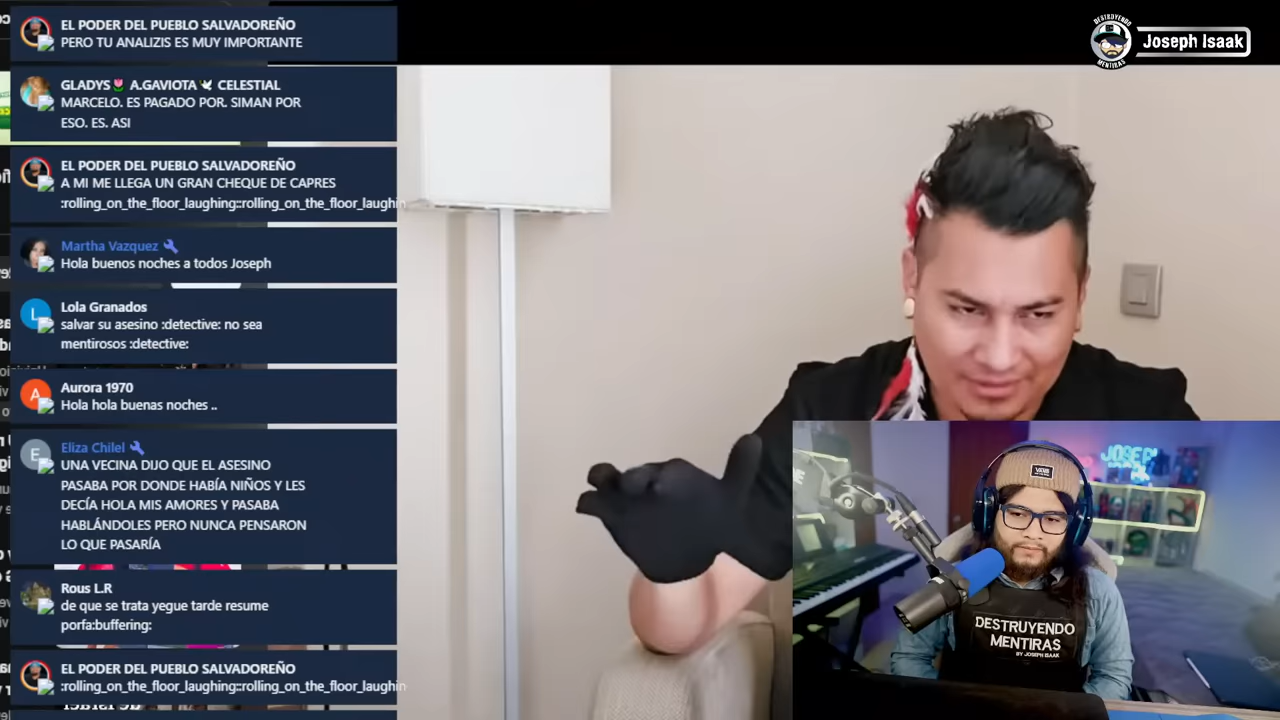 EL PODER DEL PUEBLO SALVADOREÑO
PERO TU ANALIZIS ES MUY IMPORTANTE
GLADYS🌷 A.GAVIOTA 🕊 CELESTIAL
MARCELO. ES PAGADO POR. SIMAN POR
ESO. ES. ASI
EL PODER DEL PUEBLO SALVADOREÑO
A MI ME LLEGA UN GRAN CHEQUE DE CAPRES
:rolling_on_the_floor_laughing::rolling_on_the_floor_laughin
Martha Vazquez
Hola buenos noches a todos Joseph
L
Lola Granados
salvar su asesino :detective: no sea
mentirosos :detective:
A
Aurora 1970
Hola hola buenas noches ..
E
Eliza Chilel
UNA VECINA DIJO QUE EL ASESINO
PASABA POR DONDE HABÍA NIÑOS Y LES
DECÍA HOLA MIS AMORES Y PASABA
HABLÁNDOLES PERO NUNCA PENSARON
LO QUE PASARÍA
Rous L.R
de que se trata yegue tarde resume
porfa:buffering:
EL PODER DEL PUEBLO SALVADOREÑO
:rolling_on_the_floor_laughing::rolling_on_the_floor_laughin
DESTRUYENDO
MENTIRAS
Joseph Isaak
JOSEPH
VANS
DESTRUYENDO
MENTIRAS
BY JOSEPH ISAAK